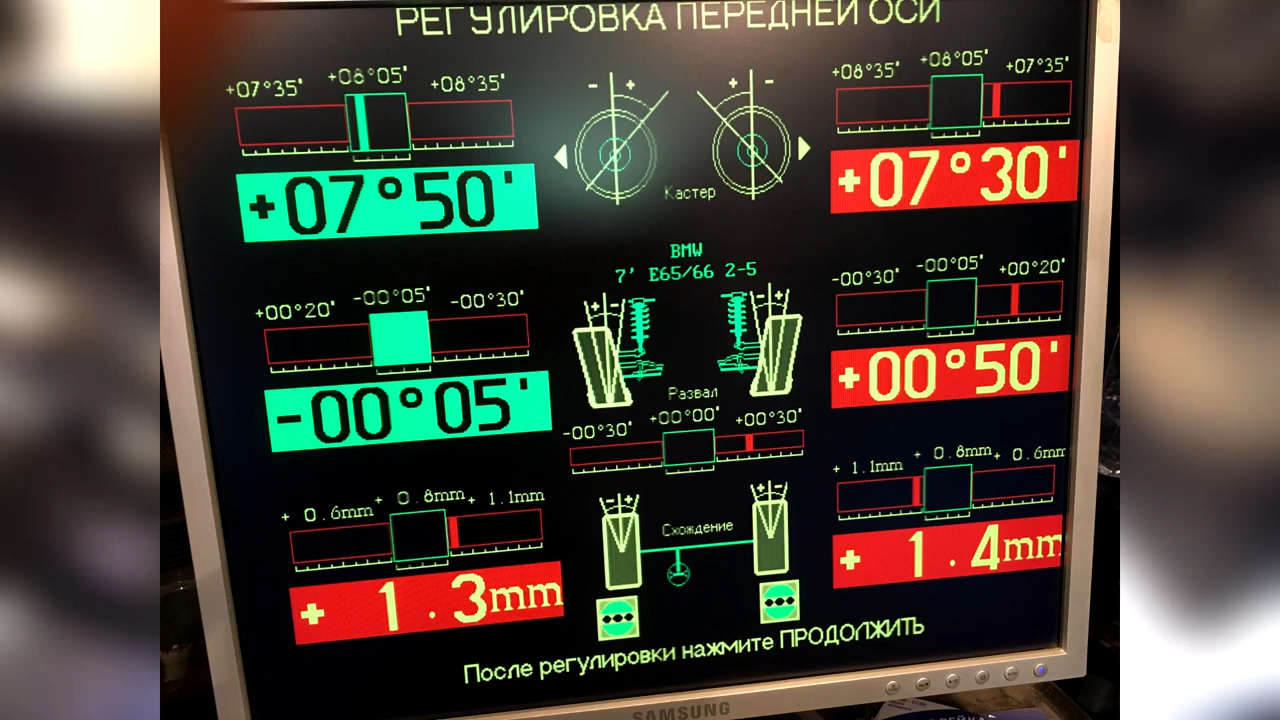 РЕГУЛИРОВКА ПЕРЕДНЕЙ ОСИ
+07°35' +08°05' +08°35'
+08°35' +08°05' +07°35'
- + + -
+07°50'
Кастер
+07°30'
BMW
7' E65/66 2-5
+00°20' -00°05' -00°30'
-00°30' -00°05' +00°20'
+ - + -
-00°05'
Развал
+00°50'
-00°30' +00°00' +00°30'
+ 0.6mm + 0.8mm + 1.1mm
+ 1.1mm + 0.8mm + 0.6mm
- + + -
Схождение
+ 1.3mm
+ 1.4mm
После регулировки нажмите ПРОДОЛЖИТЬ
SAMSUNG